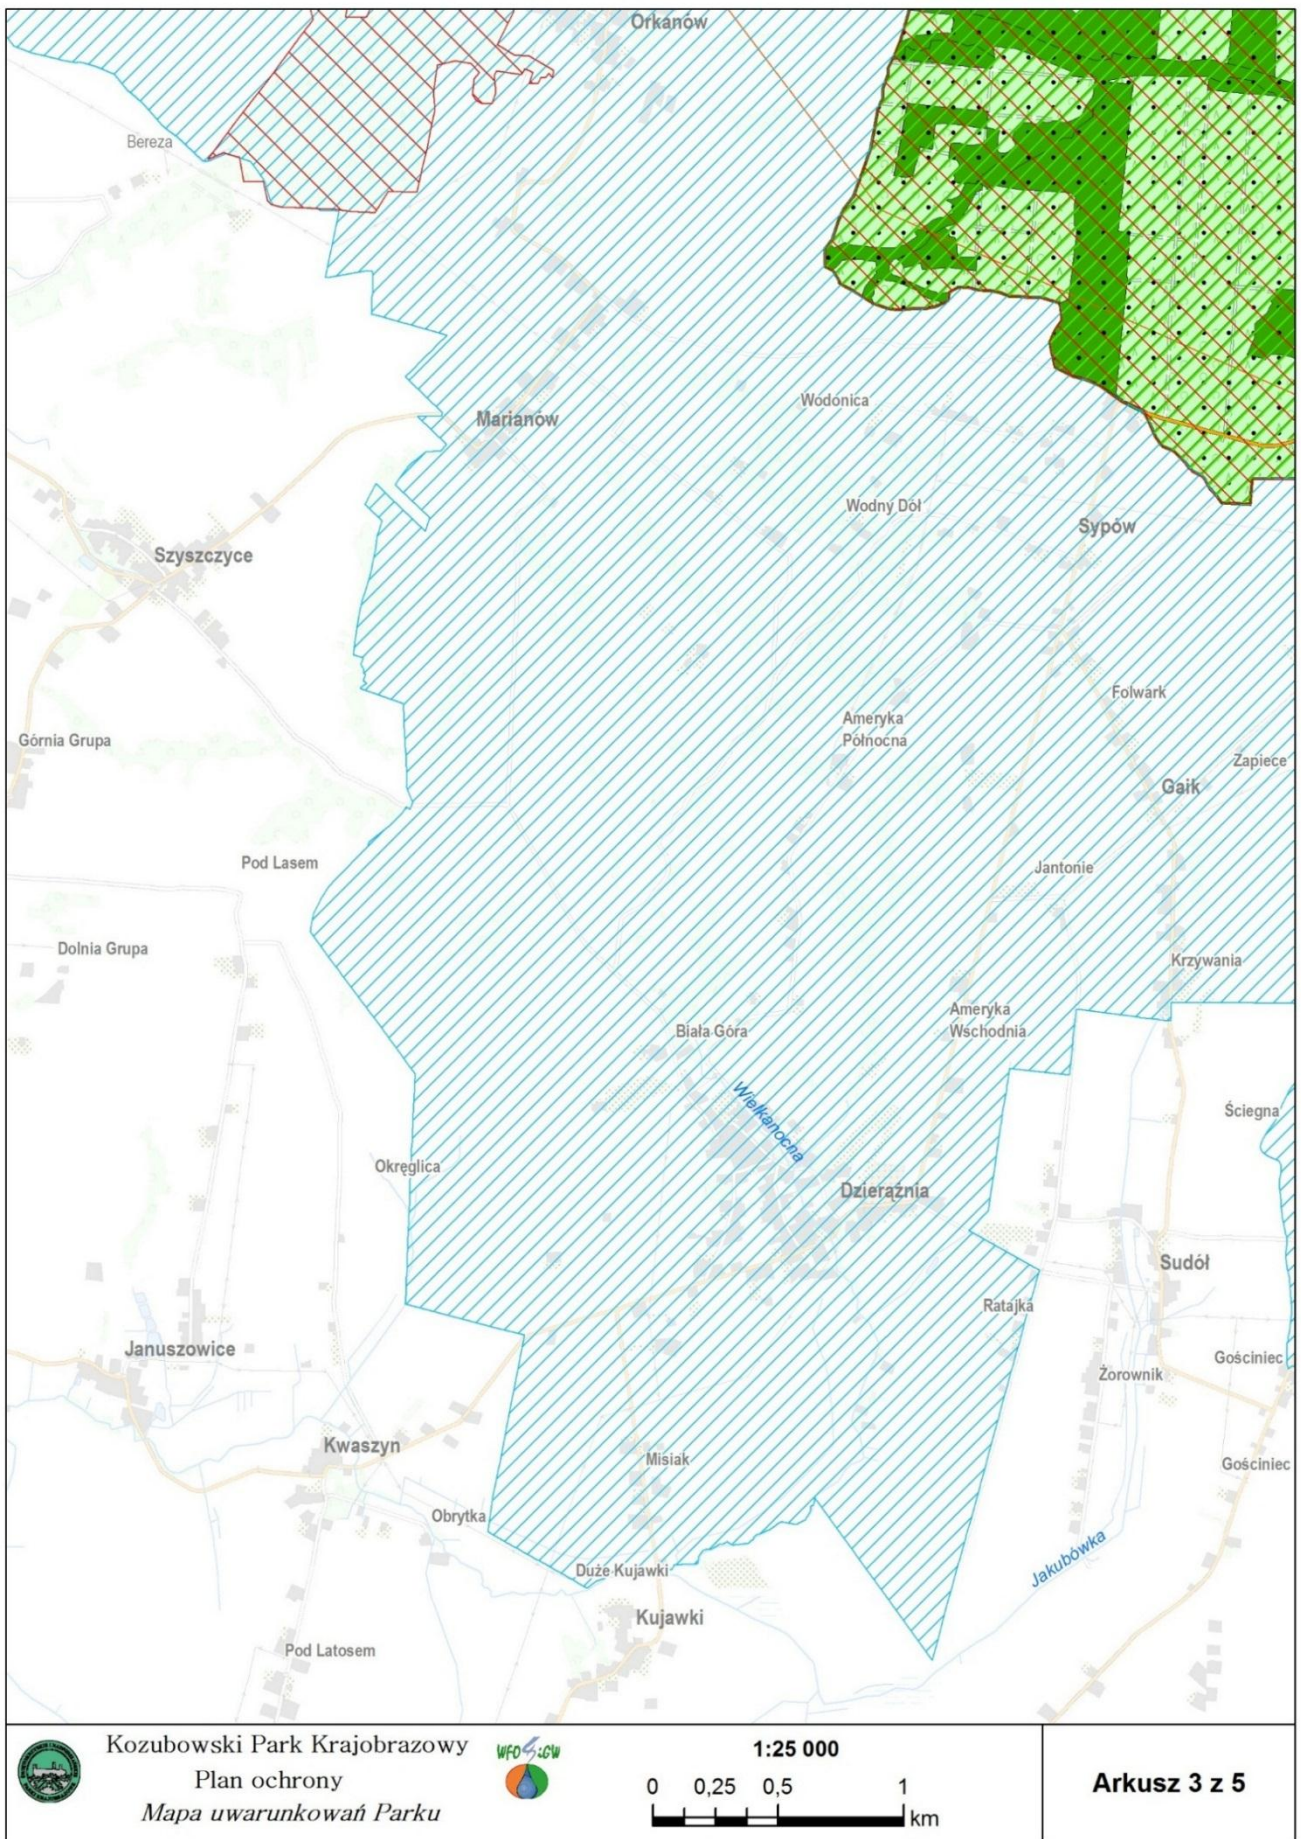 Orkanów
Bereza
Wodonica
Marianów
Wodny Dół
Sypów
Szyszczyce
Folwark
Ameryka
Północna
Górnia Grupa
Zapiece
Gaik
Pod Lasem
Jantonie
Dolnia Grupa
Krzywania
Ameryka
Wschodnia
Biała Góra
Wielkanocna
Ściegna
Okręglica
Dzierążnia
Sudół
Ratajka
Januszowice
Gościniec
Żorownik
Kwaszyn
Misiak
Gościniec
Obrytka
Jakubówka
Duże Kujawki
Kujawki
Pod Latosem
Kozubowski Park Krajobrazowy
Plan ochrony
Mapa uwarunkowań Parku
WFOŚiGW
1:25 000
0 0,25 0,5 1
km
Arkusz 3 z 5